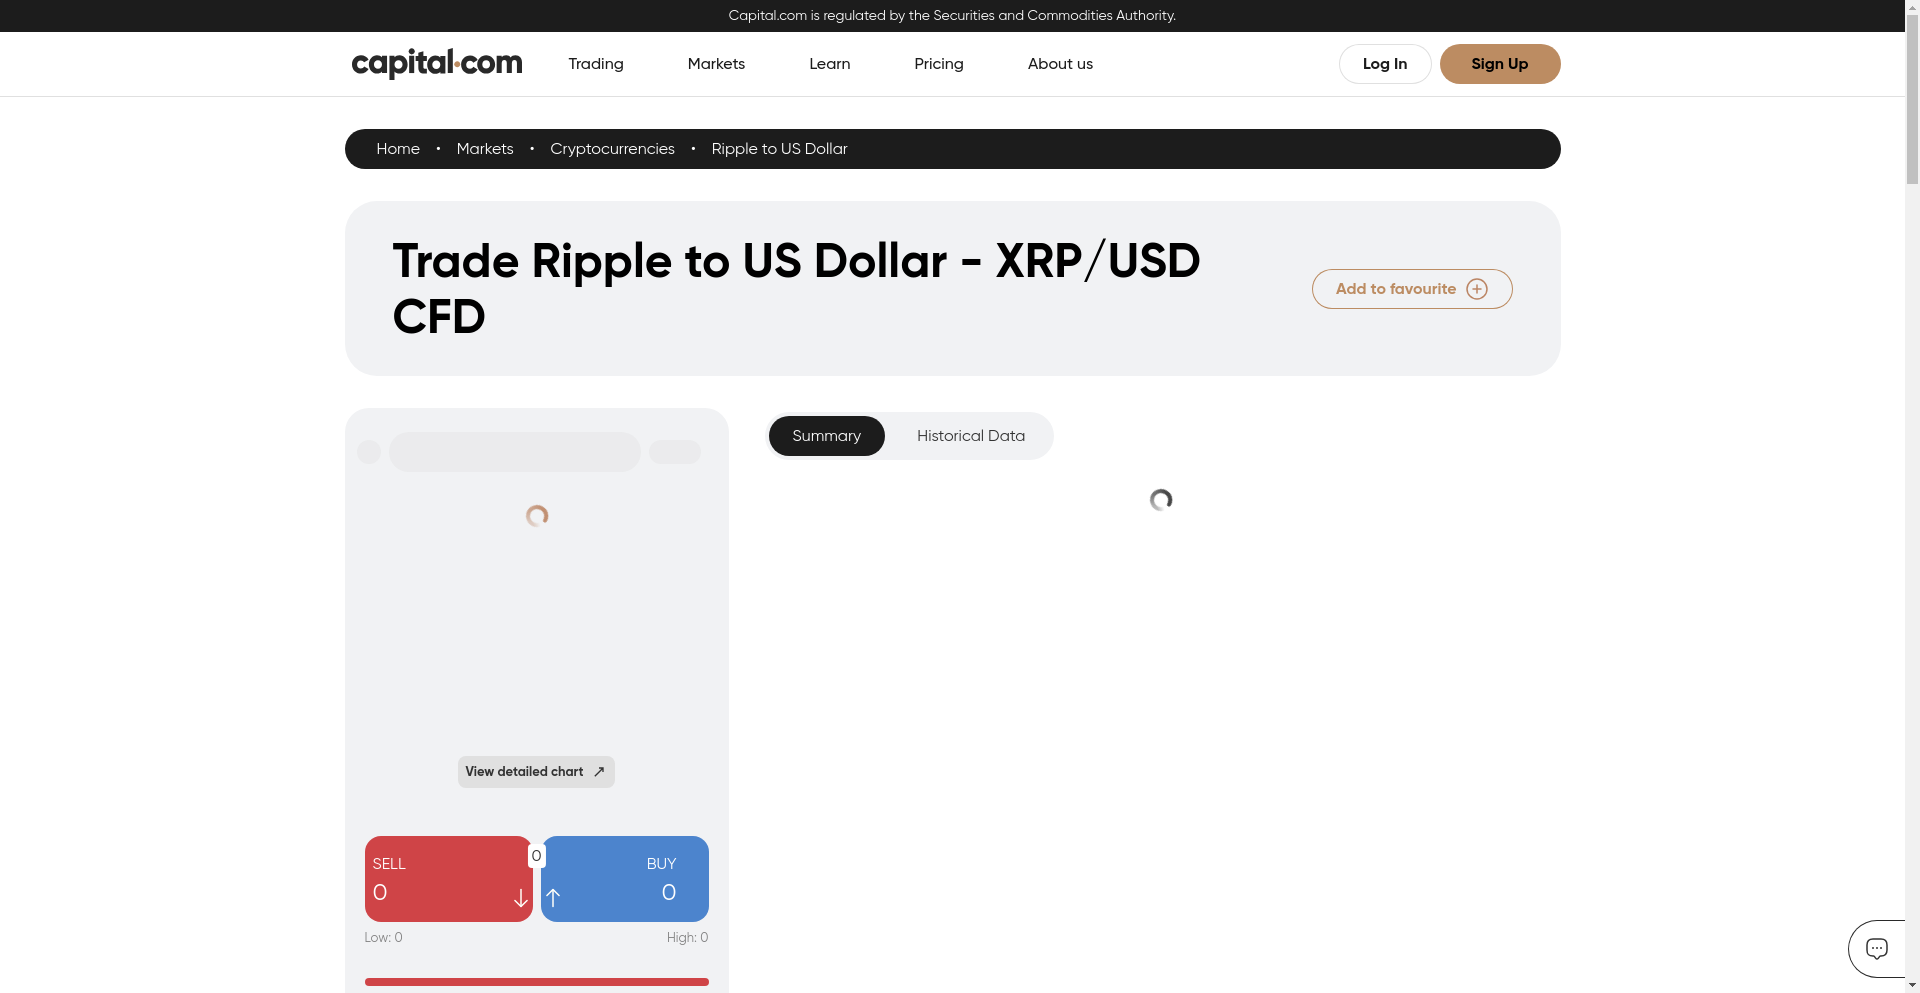 Capital.com is regulated by the Securities and Commodities Authority.
capital.com
Trading
Markets
Learn
Pricing
About us
Log In
Sign Up
Home • Markets • Cryptocurrencies • Ripple to US Dollar
Trade Ripple to US Dollar - XRP/USD
CFD
Add to favourite
Summary
Historical Data
View detailed chart
SELL
0
0
BUY
0
Low: 0
High: 0